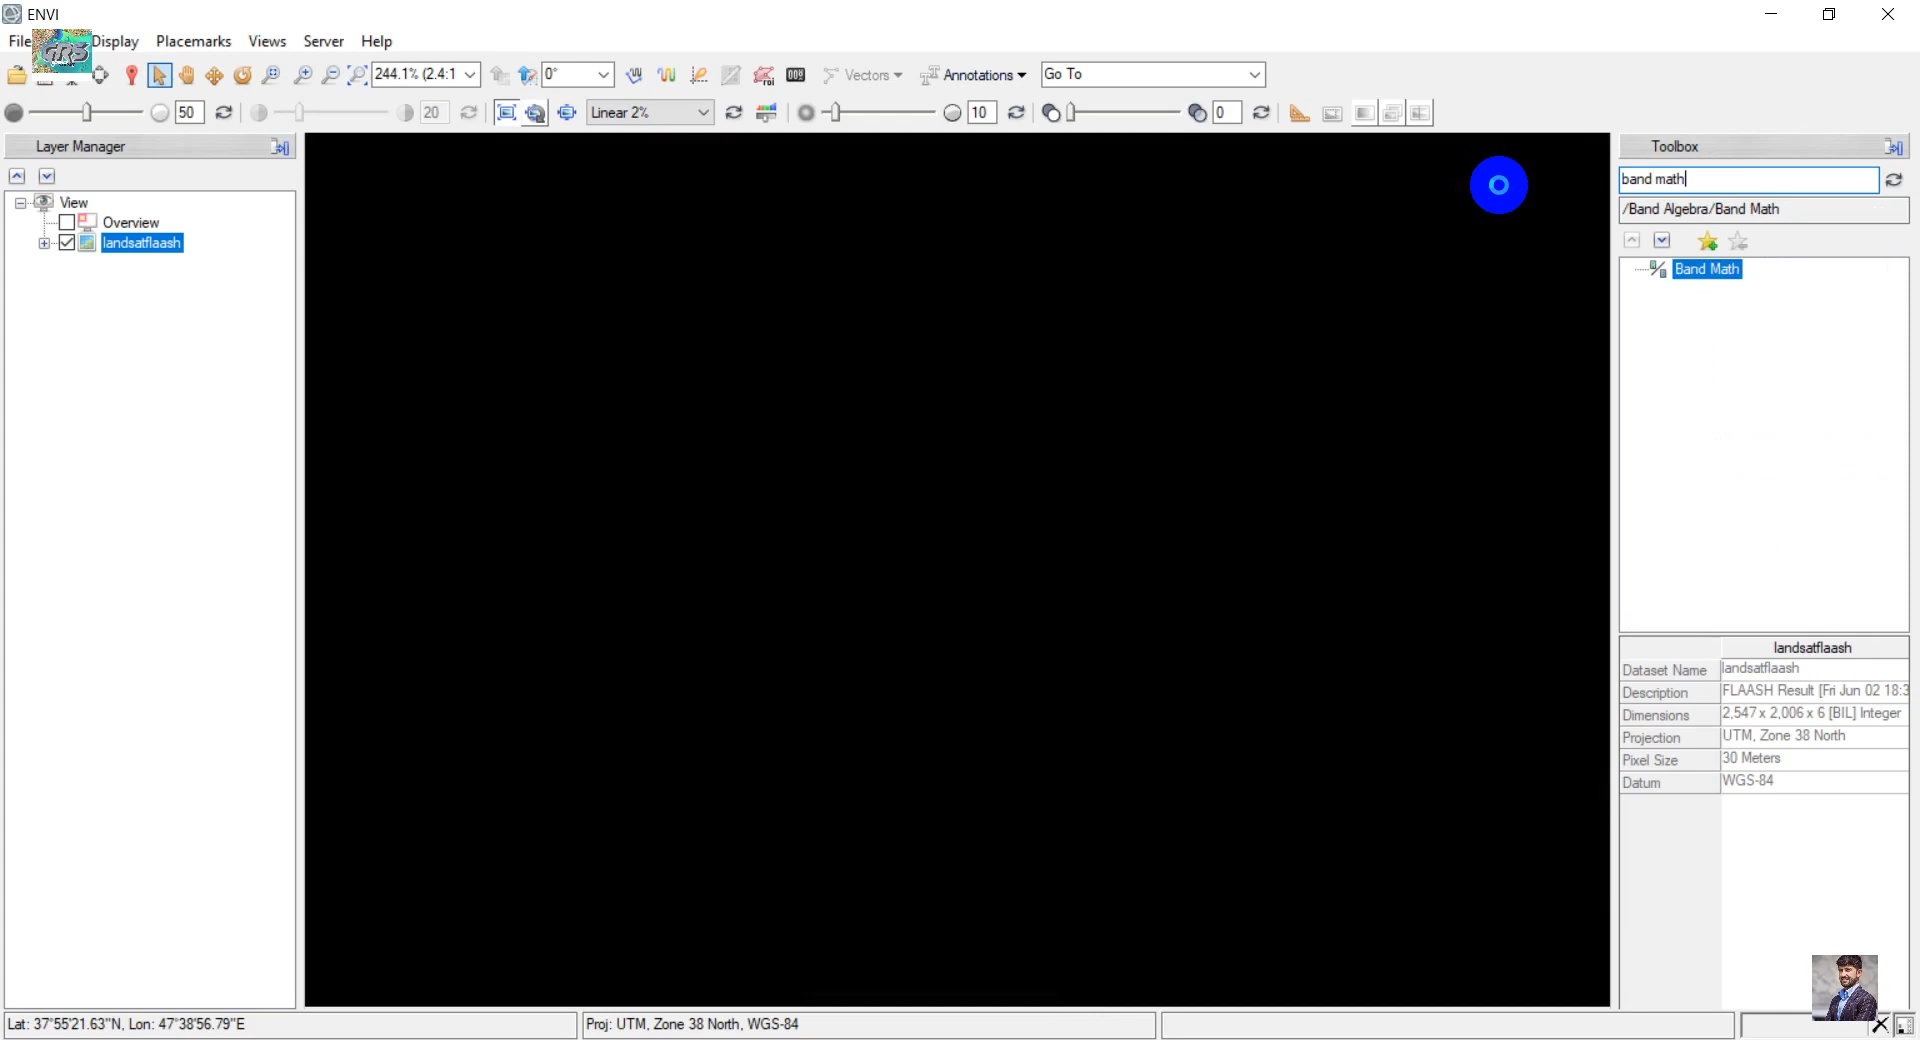 ENVI
File Display Placemarks Views Server Help
GRS
244.1% (2.4:1 0° Vectors Annotations Go To
50 20 Linear 2% 10 0
Layer Manager
View
Overview
landsatflaash
Toolbox
band math
/Band Algebra/Band Math
Band Math
landsatflaash
Dataset Name landsatflaash
Description FLAASH Result [Fri Jun 02 18:3
Dimensions 2,547 x 2,006 x 6 [BIL] Integer
Projection UTM, Zone 38 North
Pixel Size 30 Meters
Datum WGS-84
Lat: 37°55'21.63"N, Lon: 47°38'56.79"E Proj: UTM, Zone 38 North, WGS-84